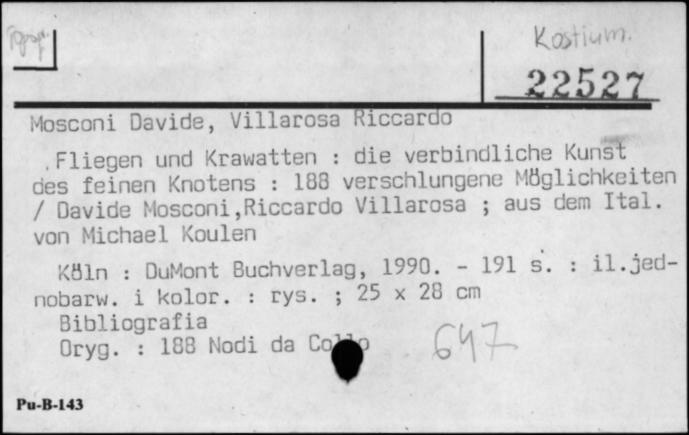 Kostium.
22527
Mosconi Davide, Villarosa Riccardo
Fliegen und Krawatten : die verbindliche Kunst
des feinen Knotens : 188 verschlungene Möglichkeiten
/ Davide Mosconi,Riccardo Villarosa ; aus dem Ital.
von Michael Koulen
Köln : DuMont Buchverlag, 1990. - 191 s. : il.jed-
nobarw. i kolor. : rys. ; 25 x 28 cm
Bibliografia
Oryg. : 188 Nodi da Collo
647
Pu-B-143